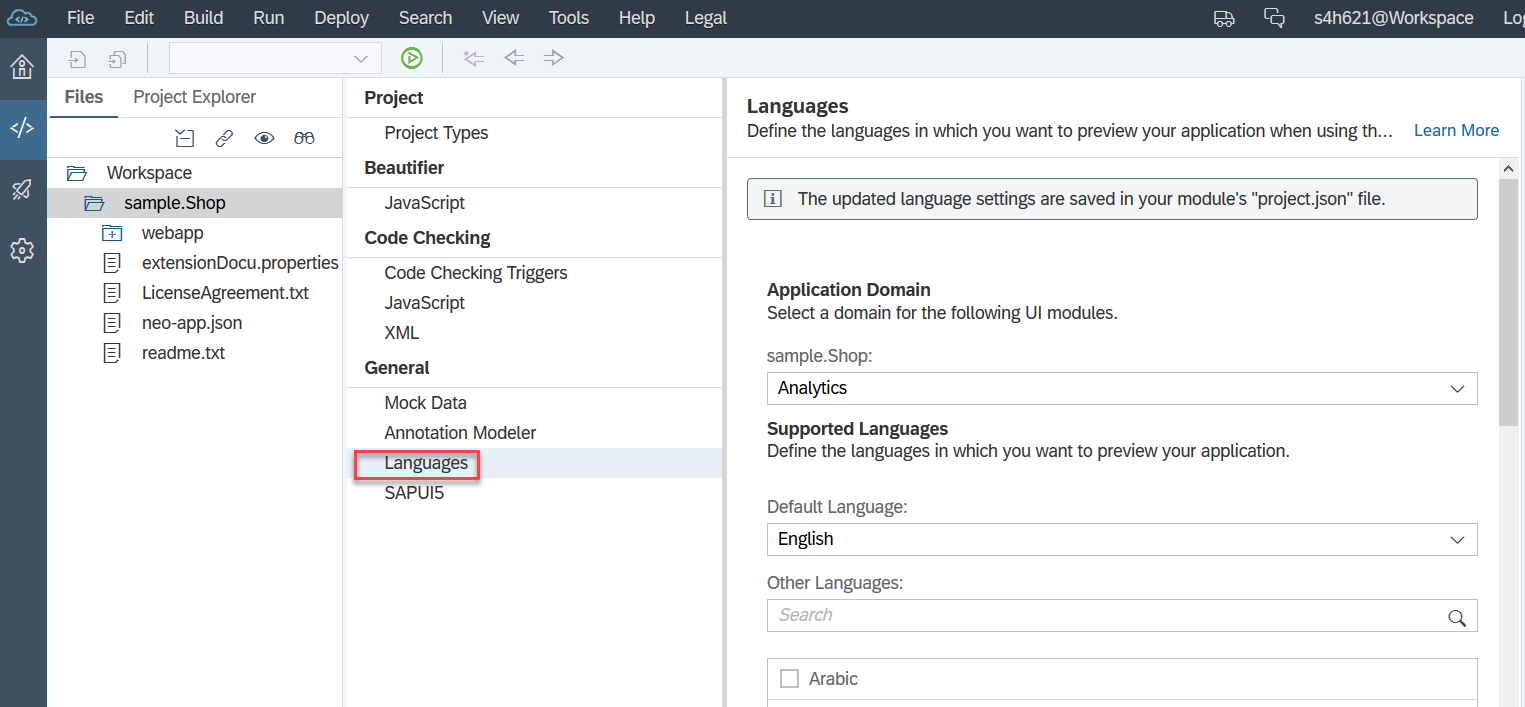 File Edit Build Run Deploy Search View Tools Help Legal s4h621@Workspace Log
Files Project Explorer
Workspace
sample.Shop
webapp
extensionDocu.properties
LicenseAgreement.txt
neo-app.json
readme.txt
Project
Project Types
Beautifier
JavaScript
Code Checking
Code Checking Triggers
JavaScript
XML
General
Mock Data
Annotation Modeler
Languages
SAPUI5
Languages
Define the languages in which you want to preview your application when using th... Learn More
The updated language settings are saved in your module's "project.json" file.
Application Domain
Select a domain for the following UI modules.
sample.Shop:
Analytics
Supported Languages
Define the languages in which you want to preview your application.
Default Language:
English
Other Languages:
Search
Arabic